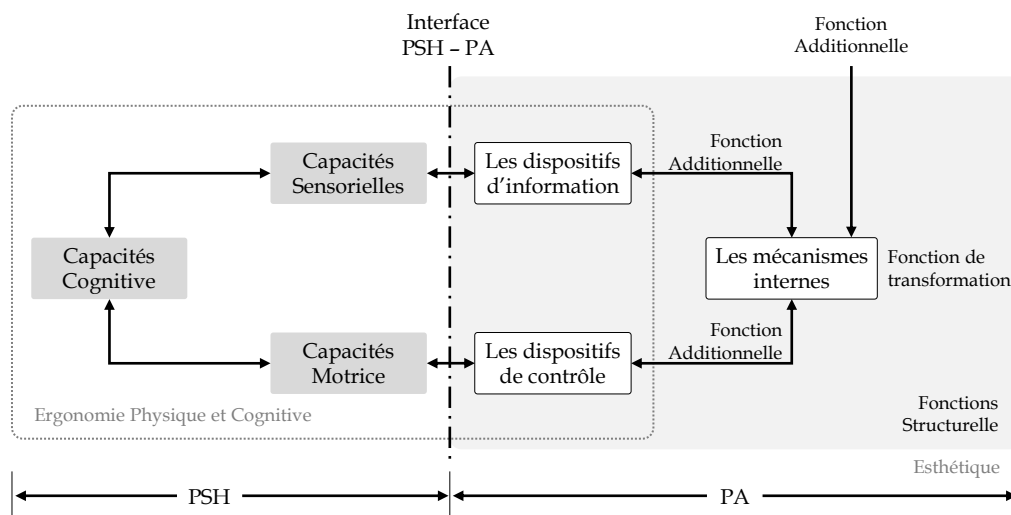 Interface
PSH – PA
Fonction
Additionnelle
Capacités
Sensorielles
Les dispositifs
d’information
Fonction
Additionnelle
Capacités
Cognitive
Les mécanismes
internes
Fonction de
transformation
Capacités
Motrice
Les dispositifs
de contrôle
Fonction
Additionnelle
Ergonomie Physique et Cognitive
Fonctions
Structurelle
Esthétique
PSH
PA